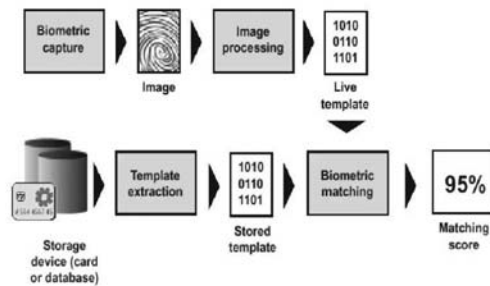 Biometric
capture
Image
Image
processing
1010
0110
1101
Live
template
Storage
device (card
or database)
Template
extraction
1010
0110
1101
Stored
template
Biometric
matching
95%
Matching
score